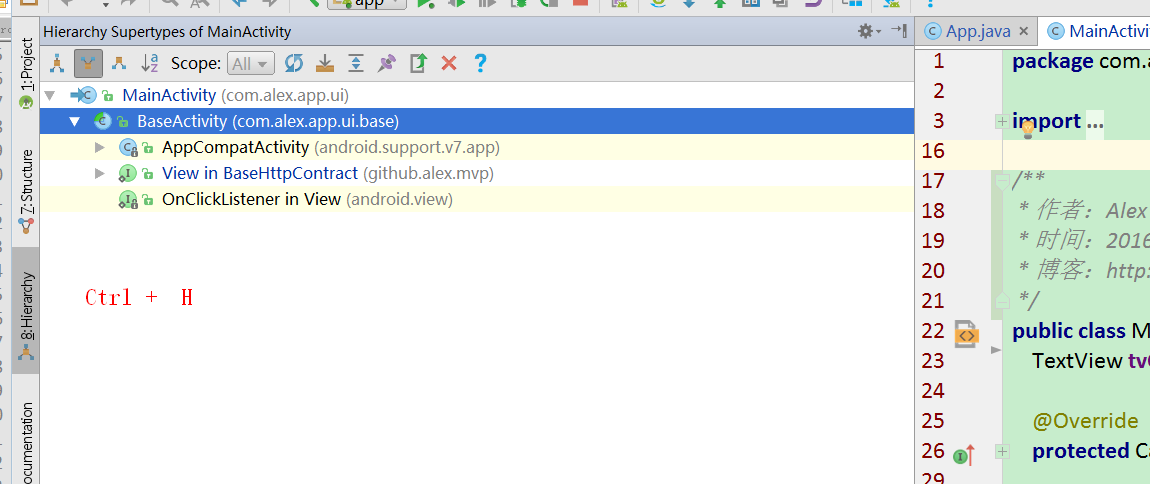 app
Hierarchy Supertypes of MainActivity
Scope: All
MainActivity (com.alex.app.ui)
BaseActivity (com.alex.app.ui.base)
AppCompatActivity (android.support.v7.app)
View in BaseHttpContract (github.alex.mvp)
OnClickListener in View (android.view)
Ctrl + H
1: Project
7: Structure
8: Hierarchy
ocumentation
App.java
MainActivi
1 package com.a
2
3 import ...
16
17 /**
18 * 作者：Alex
19 * 时间：2016
20 * 博客：http:
21 */
22 public class M
23 TextView tv
24
25 @Override
26 protected Ca
29